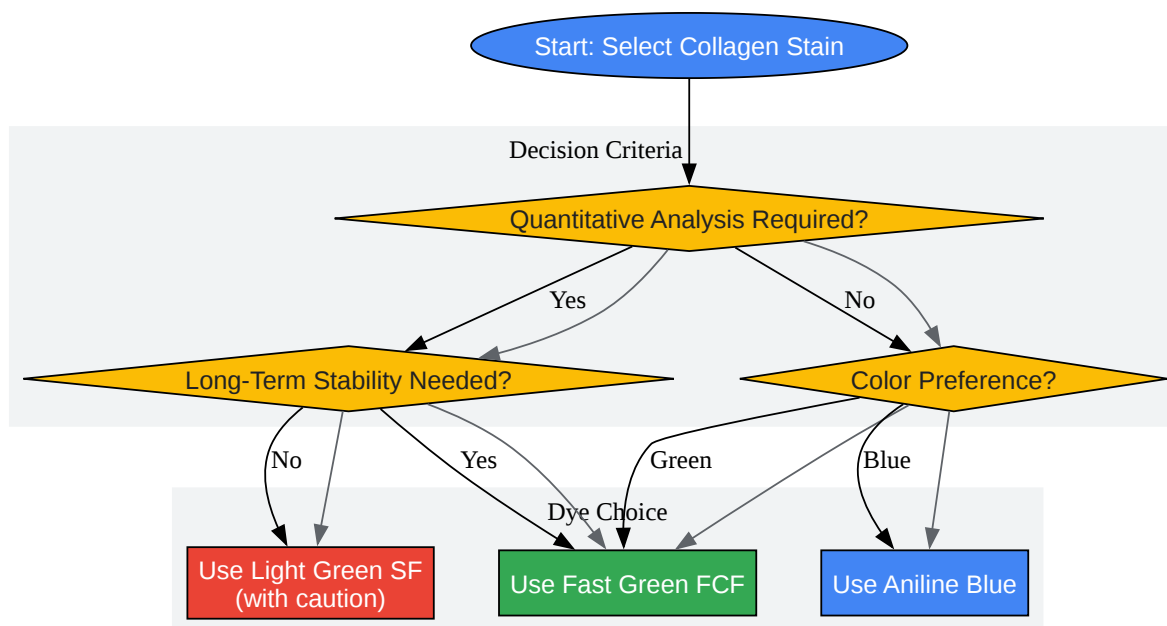 Start: Select Collagen Stain
Decision Criteria
Quantitative Analysis Required?
Yes
No
Long-Term Stability Needed?
Color Preference?
No
Yes
Green
Blue
Dye Choice
Use Light Green SF
(with caution)
Use Fast Green FCF
Use Aniline Blue